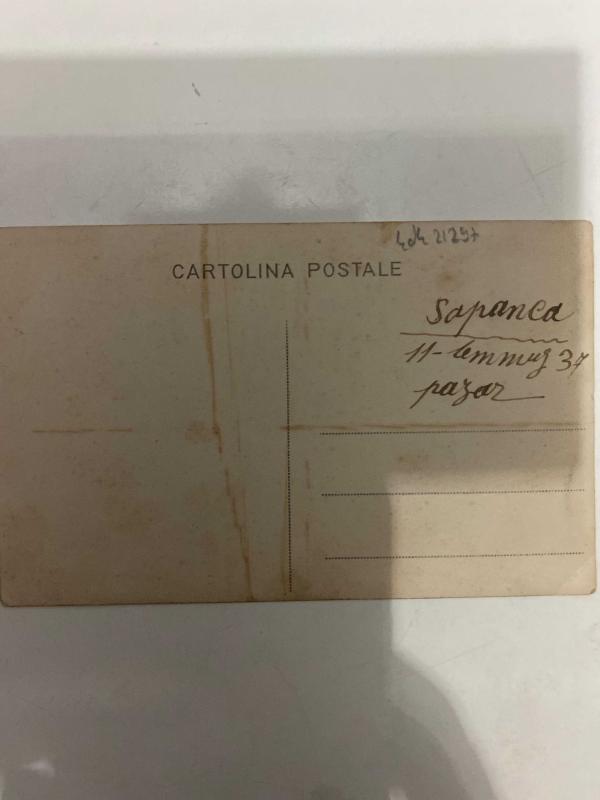 CARTOLINA POSTALE
Sapanca
11-temmuz 37
pazar